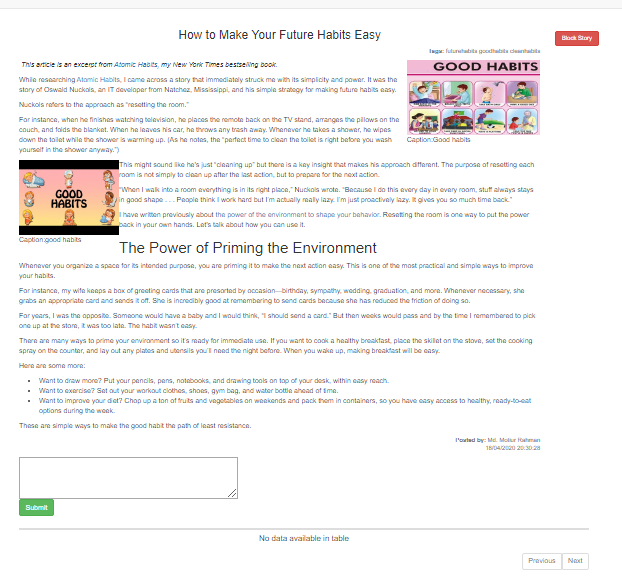 How to Make Your Future Habits Easy
Block Story
Tags: futurehabits goodhabits cleanhabits
This article is an excerpt from Atomic Habits, my New York Times bestselling book.
GOOD HABITS
While researching Atomic Habits, I came across a story that immediately struck me with its simplicity and power. It was the
story of Oswald Nuckols, an IT developer from Natchez, Mississippi, and his simple strategy for making future habits easy.
Nuckols refers to the approach as “resetting the room.”
For instance, when he finishes watching television, he places the remote back on the TV stand, arranges the pillows on the
couch, and folds the blanket. When he leaves his car, he throws any trash away. Whenever he takes a shower, he wipes
down the toilet while the shower is warming up. (As he notes, the “perfect time to clean the toilet is right before you wash
yourself in the shower anyway.”)
Caption:Good habits
This might sound like he's just “cleaning up” but there is a key insight that makes his approach different. The purpose of resetting each
room is not simply to clean up after the last action, but to prepare for the next action.
GOOD
HABITS
“When I walk into a room everything is in its right place,” Nuckols wrote. “Because I do this every day in every room, stuff always stays
in good shape . . . People think I work hard but I'm actually really lazy. I'm just proactively lazy. It gives you so much time back.”
I have written previously about the power of the environment to shape your behavior. Resetting the room is one way to put the power
back in your own hands. Let's talk about how you can use it.
Caption:good habits
The Power of Priming the Environment
Whenever you organize a space for its intended purpose, you are priming it to make the next action easy. This is one of the most practical and simple ways to improve
your habits.
For instance, my wife keeps a box of greeting cards that are presorted by occasion—birthday, sympathy, wedding, graduation, and more. Whenever necessary, she
grabs an appropriate card and sends it off. She is incredibly good at remembering to send cards because she has reduced the friction of doing so.
For years, I was the opposite. Someone would have a baby and I would think, “I should send a card.” But then weeks would pass and by the time I remembered to pick
one up at the store, it was too late. The habit wasn't easy.
There are many ways to prime your environment so it's ready for immediate use. If you want to cook a healthy breakfast, place the skillet on the stove, set the cooking
spray on the counter, and lay out any plates and utensils you'll need the night before. When you wake up, making breakfast will be easy.
Here are some more:
Want to draw more? Put your pencils, pens, notebooks, and drawing tools on top of your desk, within easy reach.
Want to exercise? Set out your workout clothes, shoes, gym bag, and water bottle ahead of time.
Want to improve your diet? Chop up a ton of fruits and vegetables on weekends and pack them in containers, so you have easy access to healthy, ready-to-eat
options during the week.
These are simple ways to make the good habit the path of least resistance.
Posted by: Md. Motiur Rahman
18/04/2020 20:30:28
Submit
No data available in table
Previous
Next